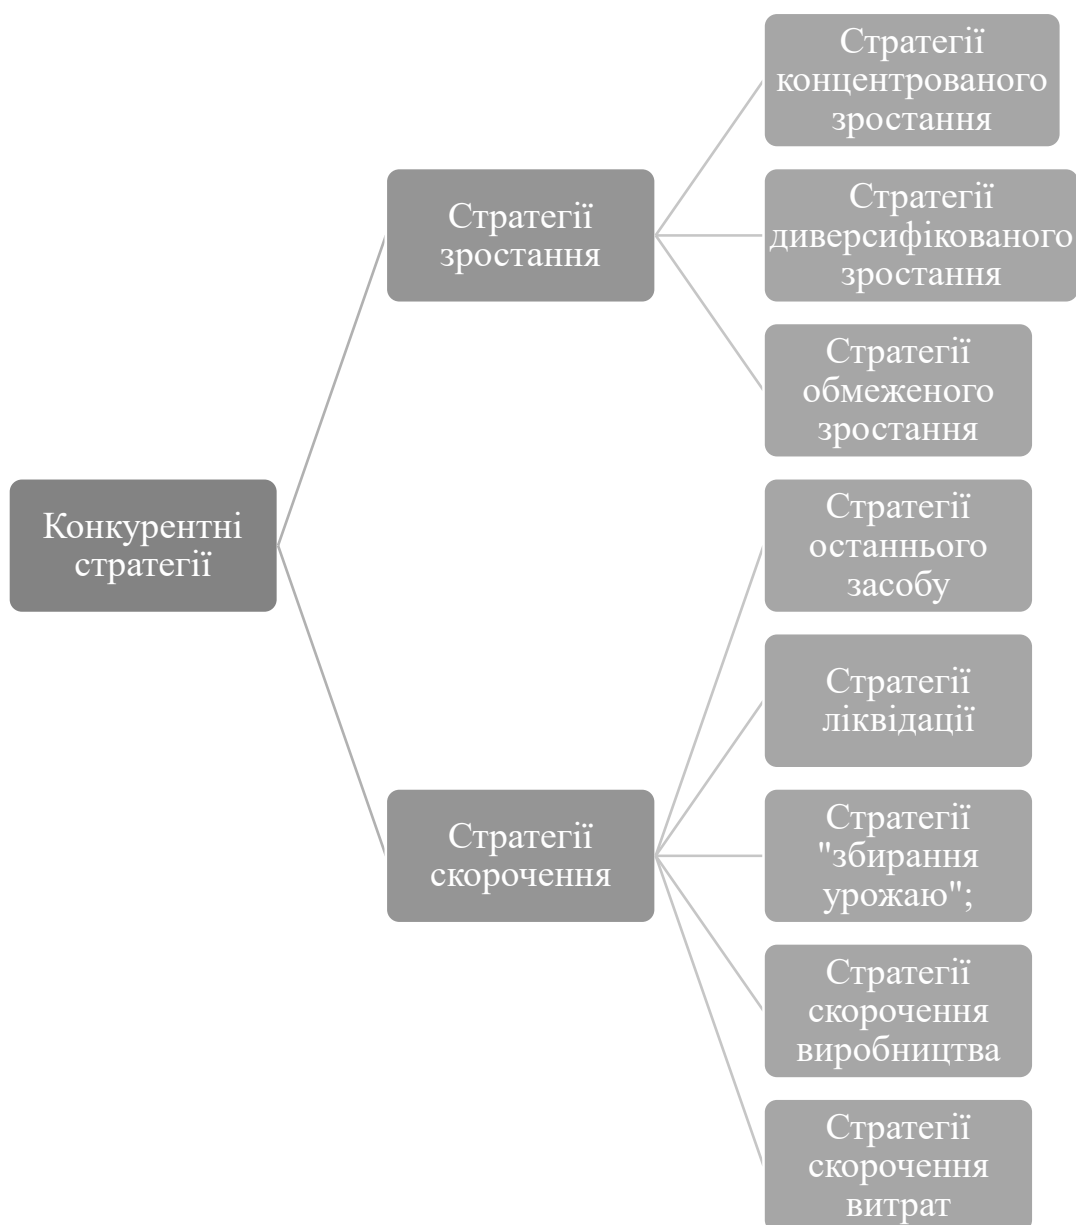 Стратегії
концентрованого
зростання
Стратегії
зростання
Стратегії
диверсифікованого
зростання
Стратегії
обмеженого
зростання
Конкурентні
стратегії
Стратегії
останнього
засобу
Стратегії
ліквідації
Стратегії
скорочення
Стратегії
"збирання
урожаю";
Стратегії
скорочення
виробництва
Стратегії
скорочення
витрат